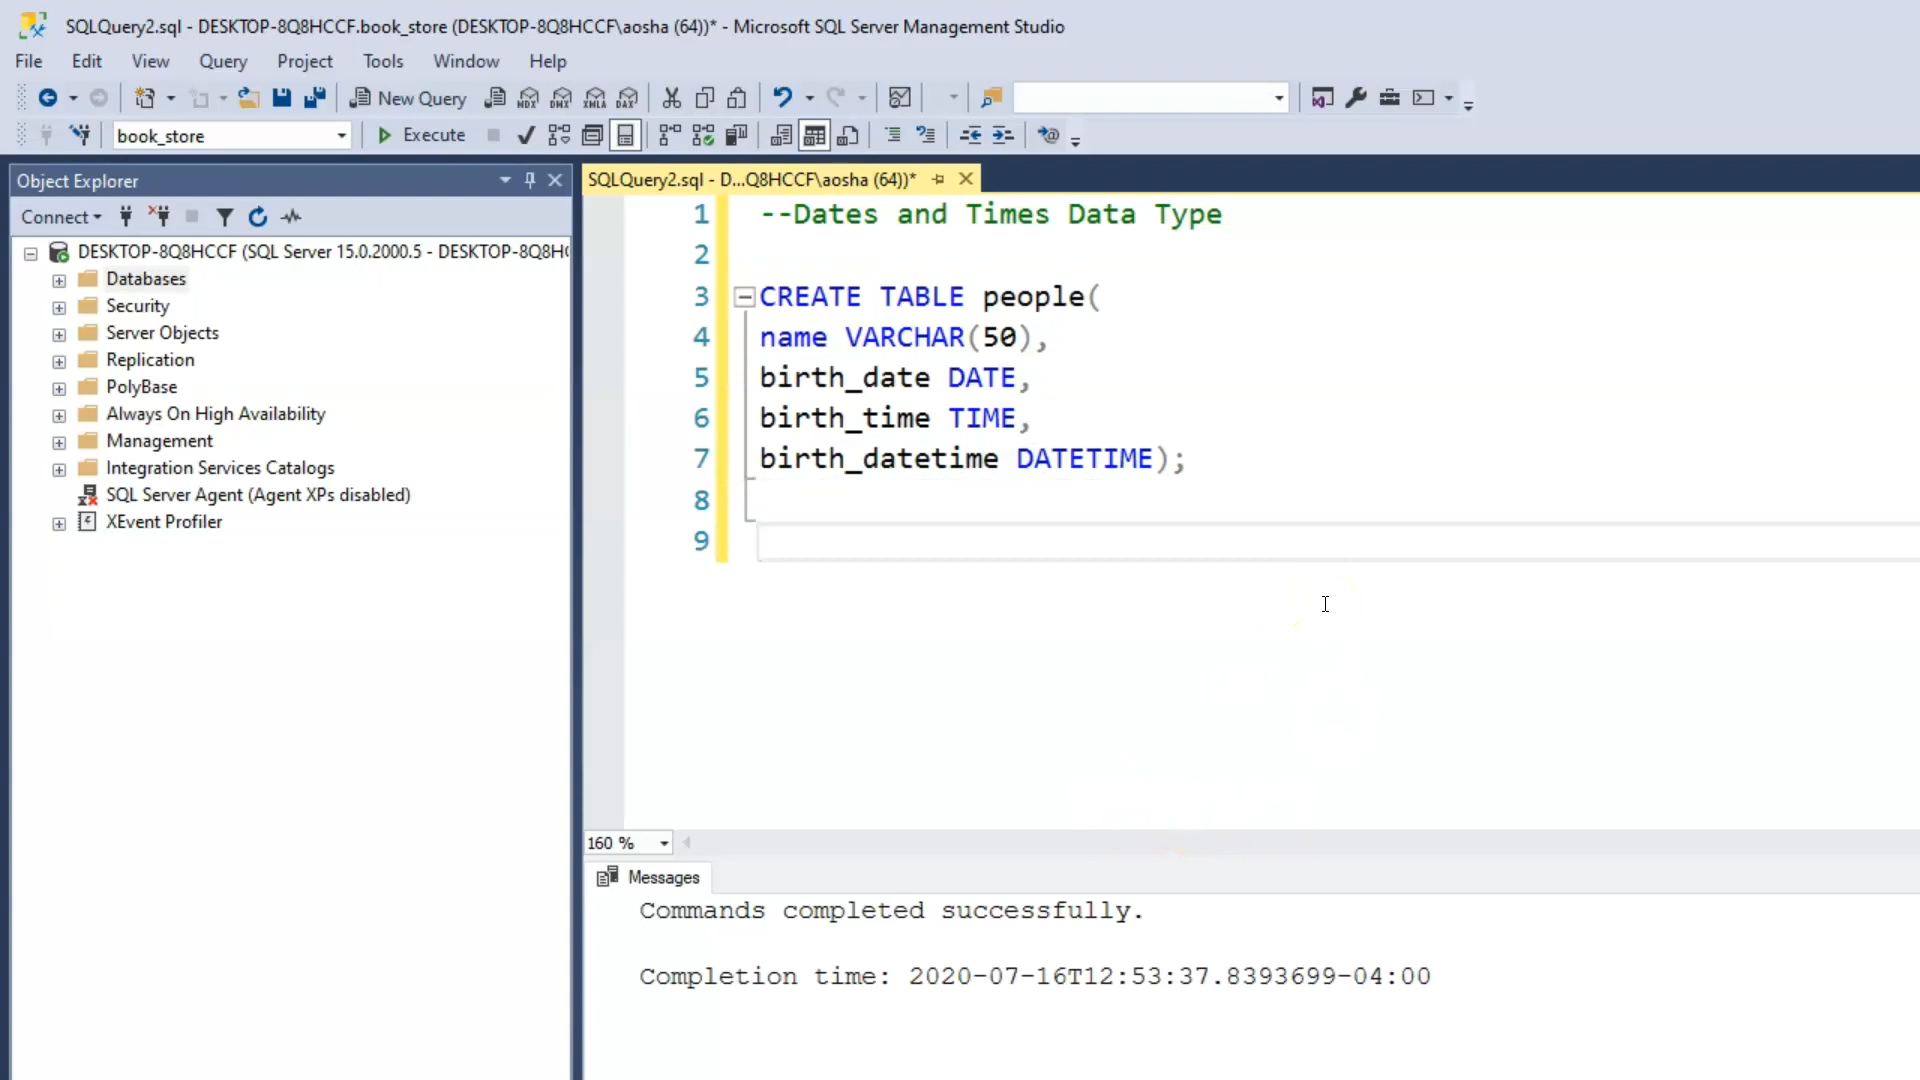 SQLQuery2.sql - DESKTOP-8Q8HCCF.book_store (DESKTOP-8Q8HCCF\aosha (64))* - Microsoft SQL Server Management Studio
File Edit View Query Project Tools Window Help
New Query MDX DMX XMLA DAX
book_store Execute
Object Explorer
Connect
DESKTOP-8Q8HCCF (SQL Server 15.0.2000.5 - DESKTOP-8Q8H
Databases
Security
Server Objects
Replication
PolyBase
Always On High Availability
Management
Integration Services Catalogs
SQL Server Agent (Agent XPs disabled)
XEvent Profiler
SQLQuery2.sql - D...Q8HCCF\aosha (64))*
1 --Dates and Times Data Type
2
3 CREATE TABLE people(
4 name VARCHAR(50),
5 birth_date DATE,
6 birth_time TIME,
7 birth_datetime DATETIME);
8
9
160 %
Messages
Commands completed successfully.
Completion time: 2020-07-16T12:53:37.8393699-04:00